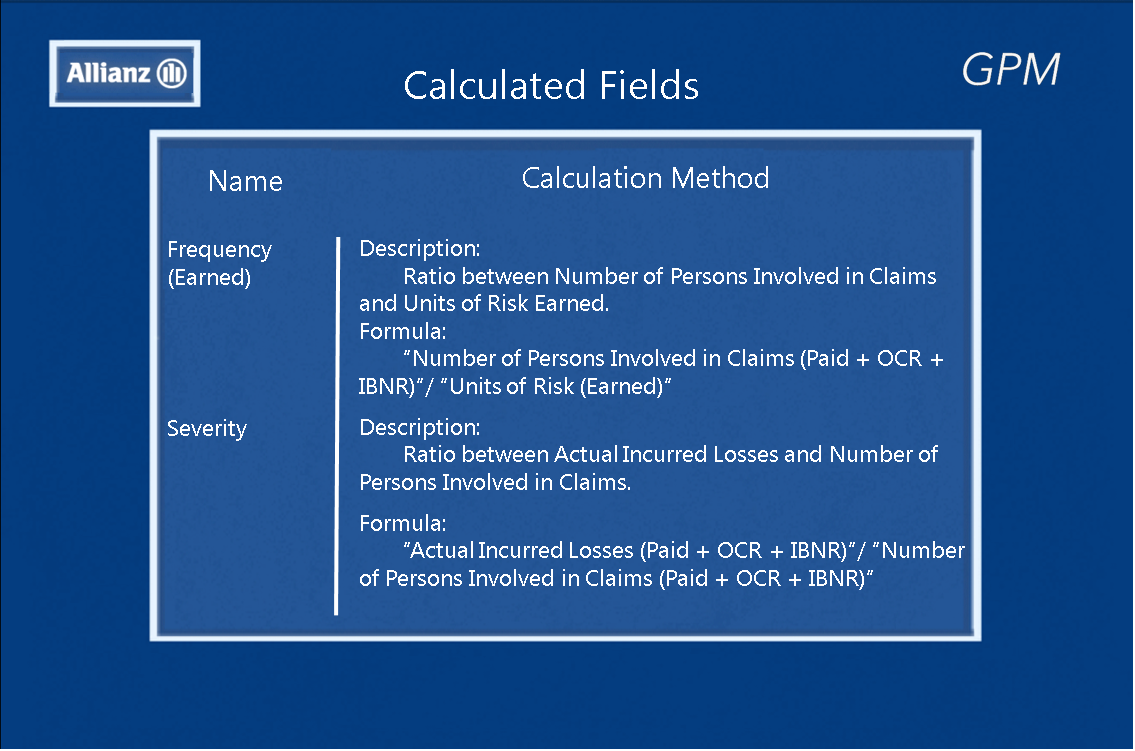 Allianz
Calculated Fields
GPM
Name
Calculation Method
Frequency
(Earned)
Description:
Ratio between Number of Persons Involved in Claims
and Units of Risk Earned.
Formula:
"Number of Persons Involved in Claims (Paid + OCR +
IBNR)"/ "Units of Risk (Earned)"
Severity
Description:
Ratio between Actual Incurred Losses and Number of
Persons Involved in Claims.
Formula:
"Actual Incurred Losses (Paid + OCR + IBNR)"/ "Number
of Persons Involved in Claims (Paid + OCR + IBNR)"